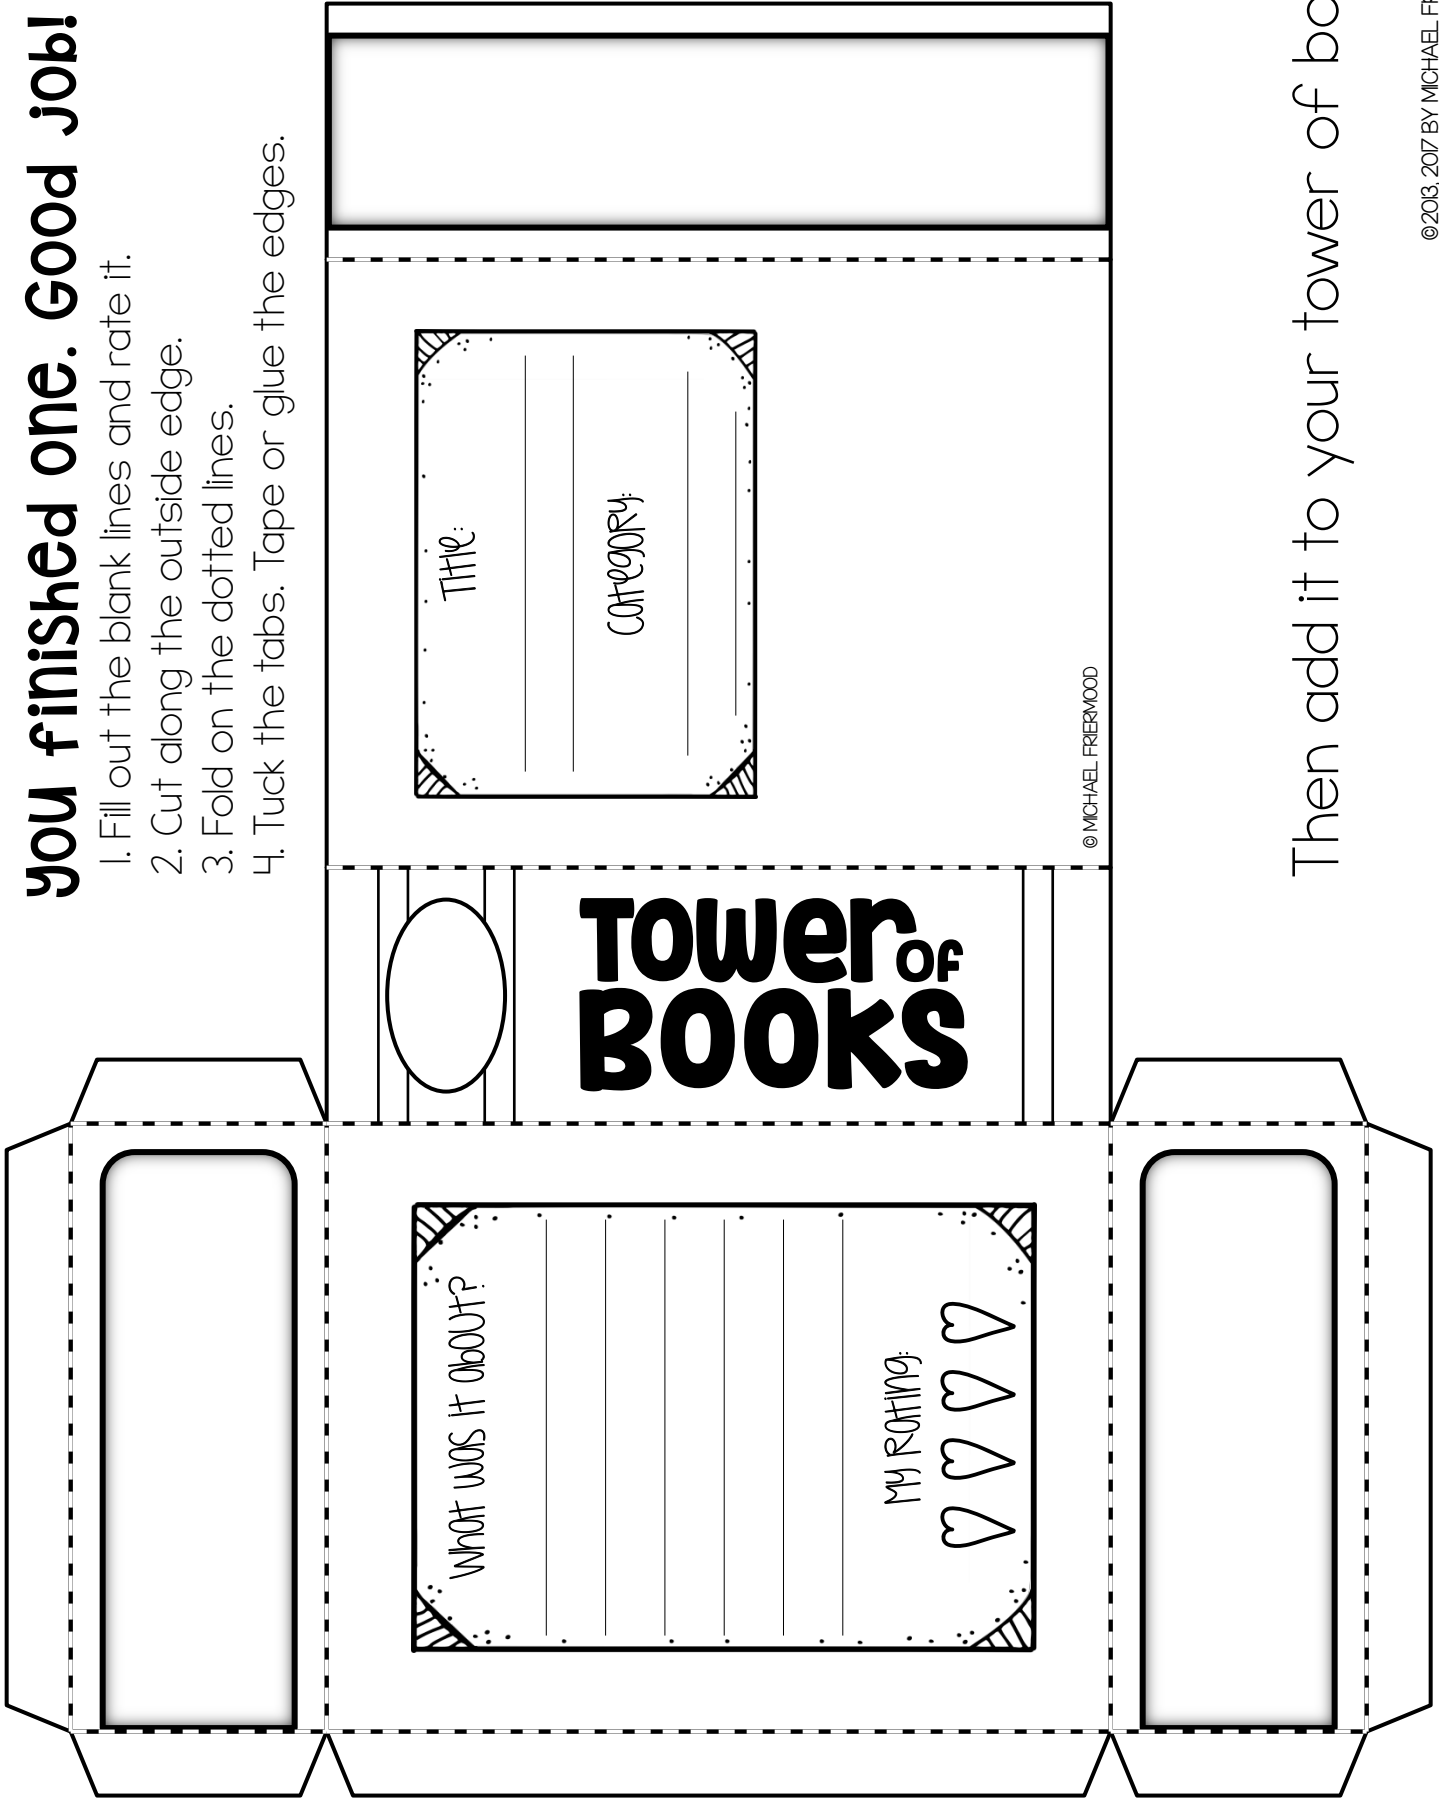 you finished one. Good job!
1. Fill out the blank lines and rate it.
2. Cut along the outside edge.
3. Fold on the dotted lines.
4. Tuck the tabs. Tape or glue the edges.
Title:
Category:
© MICHAEL FRIERMOOD
Tower of
BOOKS
What was it about?
My Rating:
Then add it to your tower of bo
©2013, 2017 BY MICHAEL FR